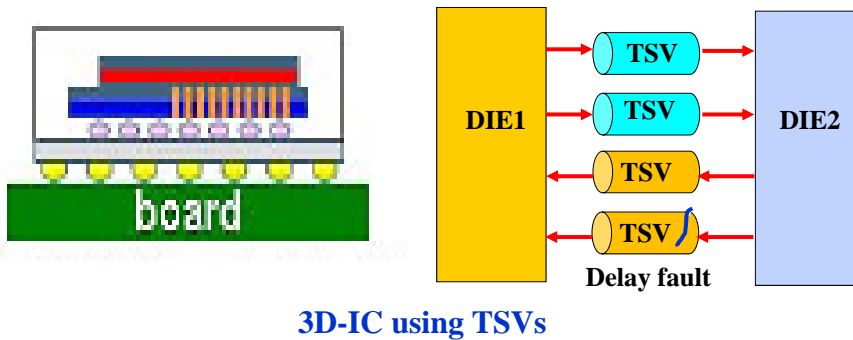 board
DIE1
TSV
TSV
TSV
TSV
DIE2
Delay fault
3D-IC using TSVs